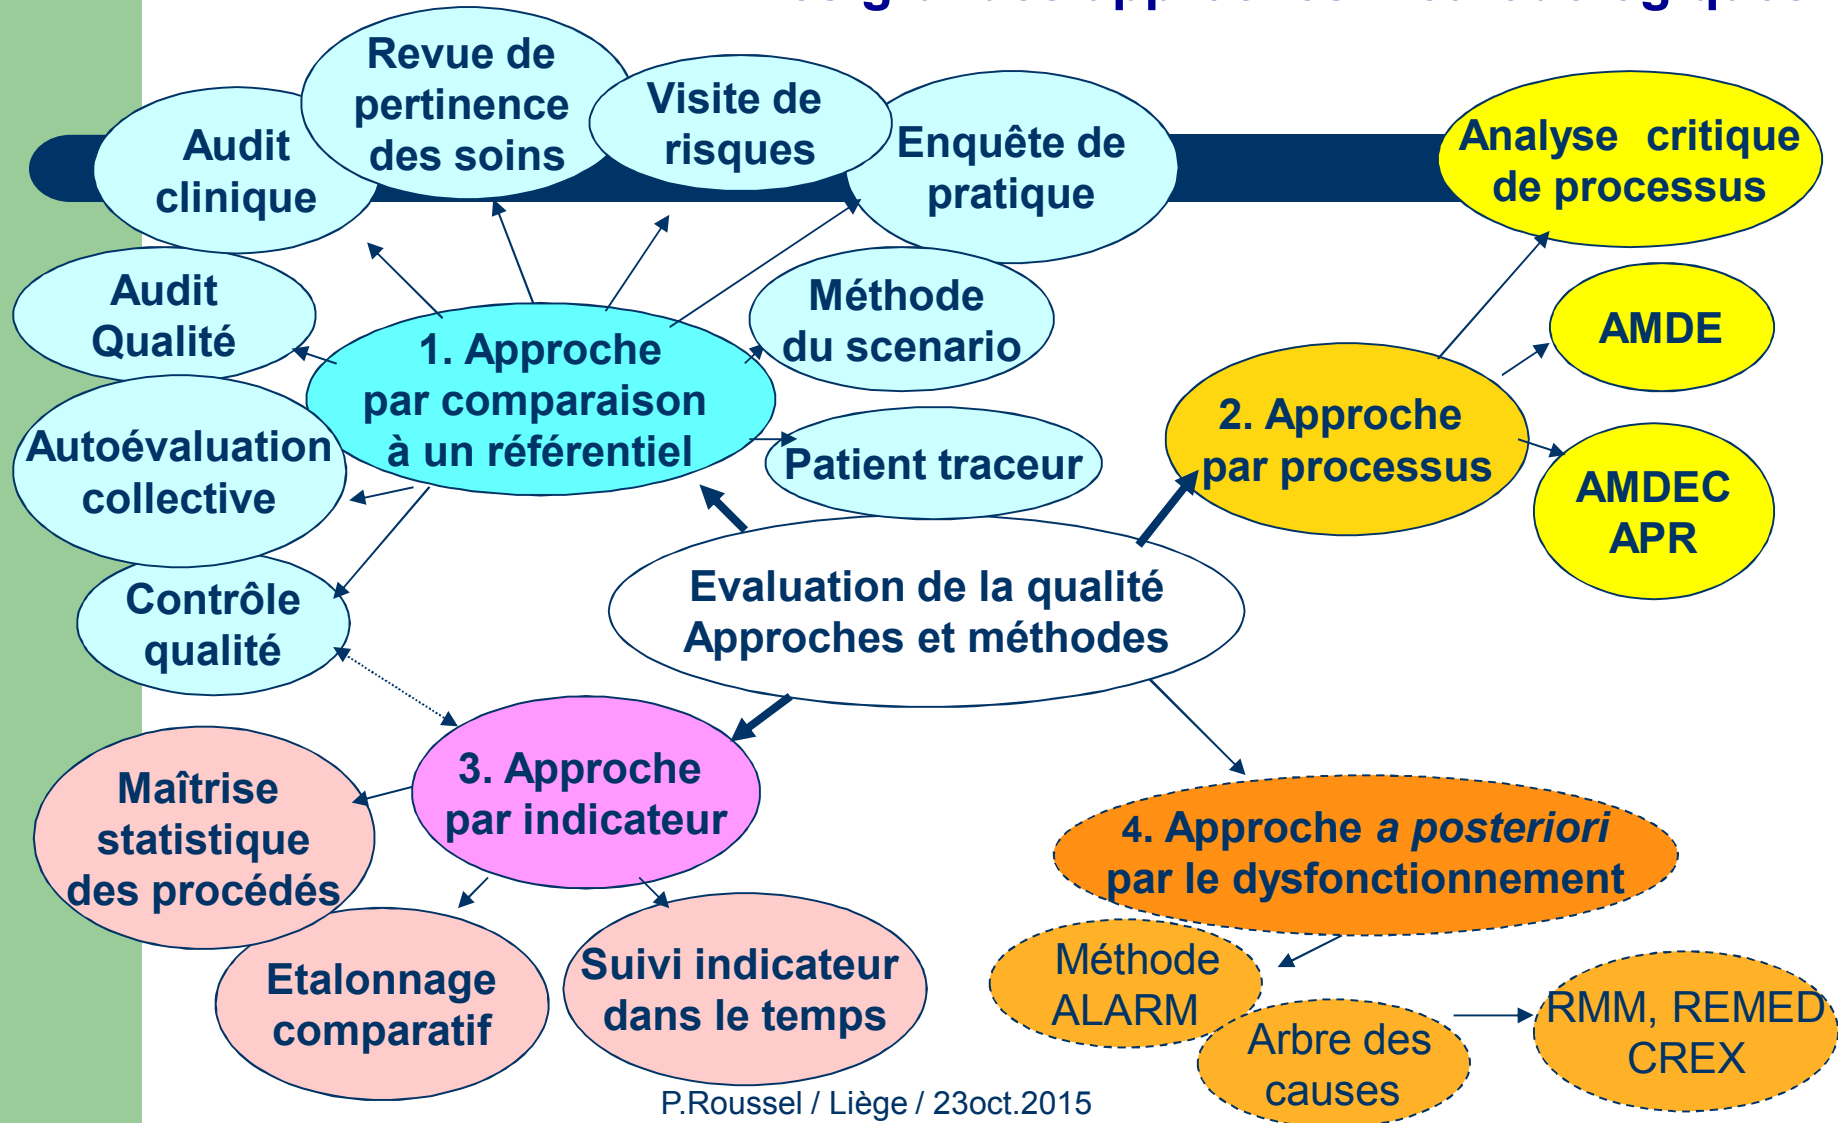 Revue de
pertinence
des soins
Visite de
risques
Audit
clinique
Enquête de
pratique
Analyse critique
de processus
Audit
Qualité
Méthode
du scenario
AMDE
1. Approche
par comparaison
à un référentiel
2. Approche
par processus
Autoévaluation
collective
Patient traceur
AMDEC
APR
Contrôle
qualité
Evaluation de la qualité
Approches et méthodes
3. Approche
par indicateur
Maîtrise
statistique
des procédés
4. Approche a posteriori
par le dysfonctionnement
Etalonnage
comparatif
Suivi indicateur
dans le temps
Méthode
ALARM
Arbre des
causes
RMM, REMED
CREX
P.Roussel / Liège / 23oct.2015